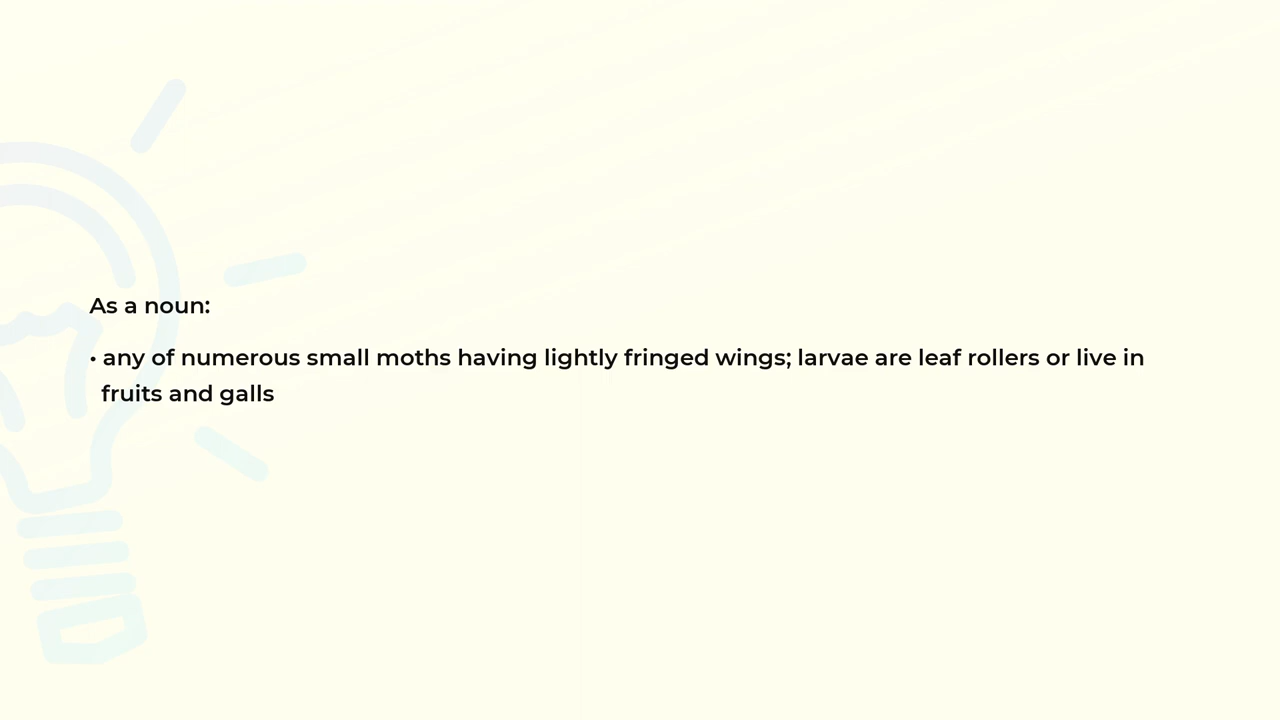 As a noun:
• any of numerous small moths having lightly fringed wings; larvae are leaf rollers or live in
fruits and galls